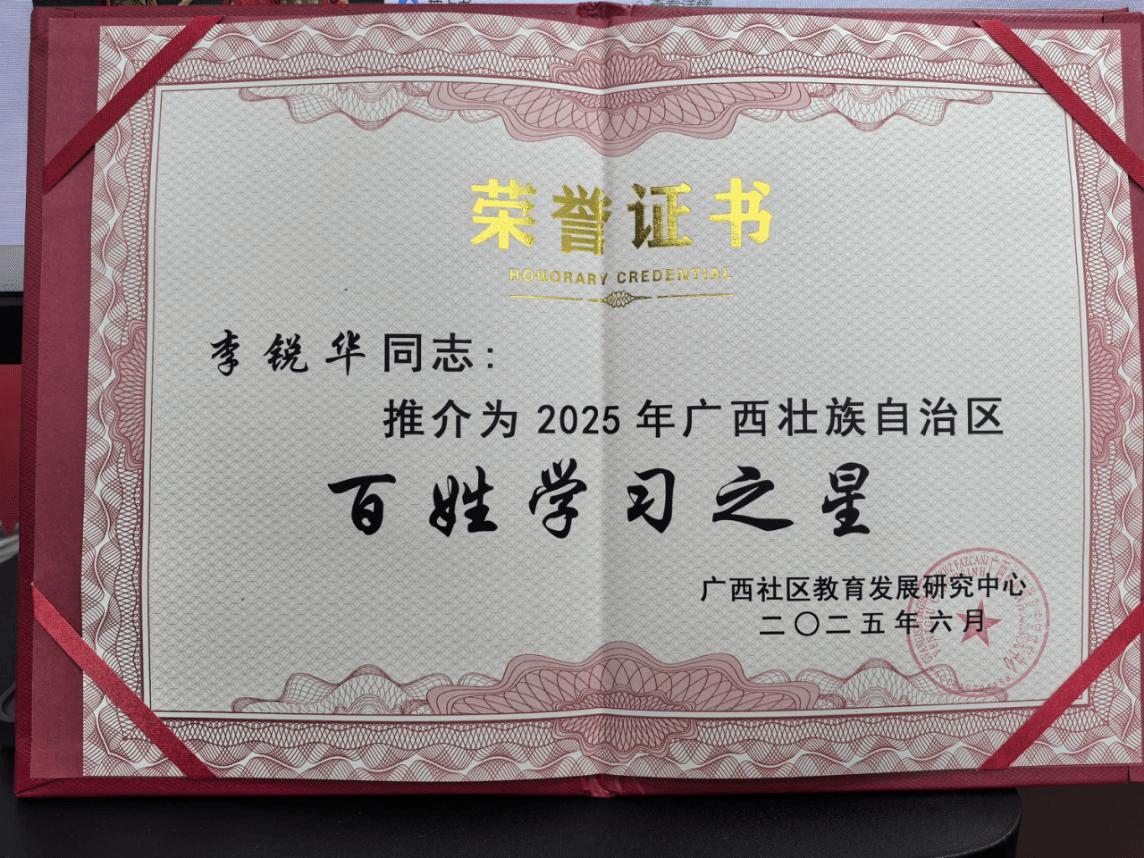 荣誉证书
HONORARY CREDENTIAL
李锐华同志:
推介为 2025 年广西壮族自治区
百姓学习之星
广西社区教育发展研究中心
二〇二五年六月